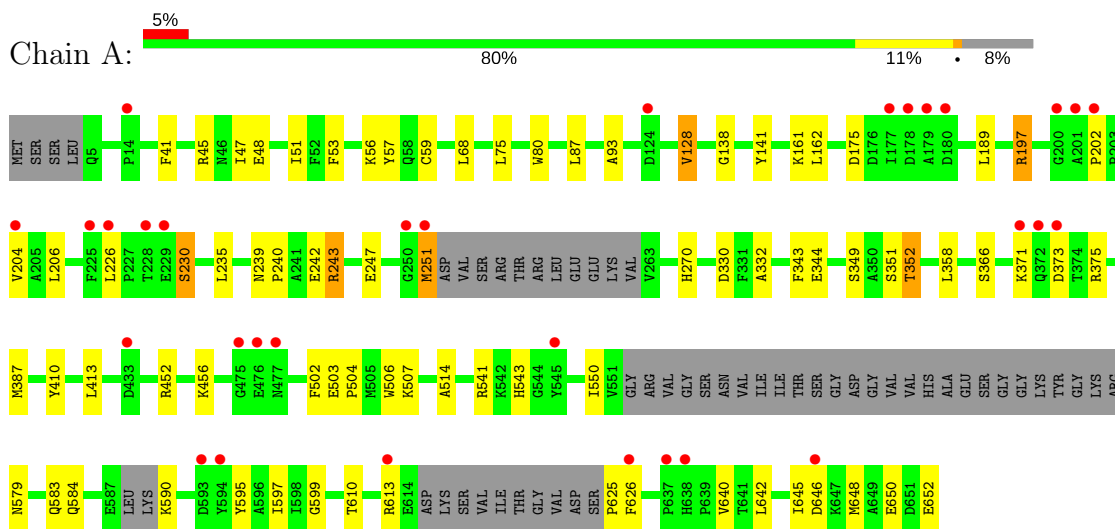 5%
Chain A:
80% 11% • 8%
MET SER SER LEU Q5 P14 F41 R45 N46 I47 E48 I51 F52 F53 K56 Y57 Q58 C59 L68 L75 W80 L87 A93 D124 V128 G138 Y141 K161 L162 D175 D176 I177 D178 A179 D180 L189 R197 G200 A201 P202
V204 A205 L206 F225 L226 P227 T228 E229 S230 L235 N239 P240 A241 E242 R243 E247 G250 M251 ASP VAL SER ARG THR ARG LEU GLU GLU LYS VAL V263 H270 D330 F331 A332 F343 E344 S349 A350 S351 T352 L358 S366 K371 Q372 D373 T374 R375
M387 Y410 L413 D433 R452 K456 G475 E476 N477 F502 E503 P504 M505 W506 K507 A514 R541 K542 H543 G544 Y545 I550 V551 GLY ARG VAL GLY SER ASN VAL ILE ILE THR SER GLY ASP GLY VAL VAL HIS ALA GLU SER GLY GLY LYS TYR GLY LYS ARG
N579 Q583 Q584 E587 LEU LYS K590 D593 Y594 Y595 A596 I597 I598 G599 T610 R613 E614 ASP LYS SER VAL ILE THR GLY VAL ASP SER P625 F626 P637 H638 P639 V640 T641 L642 I645 D646 K647 M648 A649 E650 D651 E652